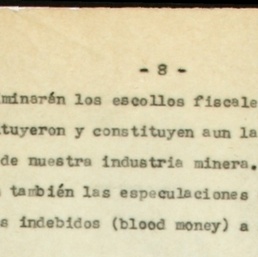 - 8 -
minarán los escollos fiscale
tuyeron y constituyen aun la
de nuestra industria minera.
también las especulaciones
s indebidos (blood money) a